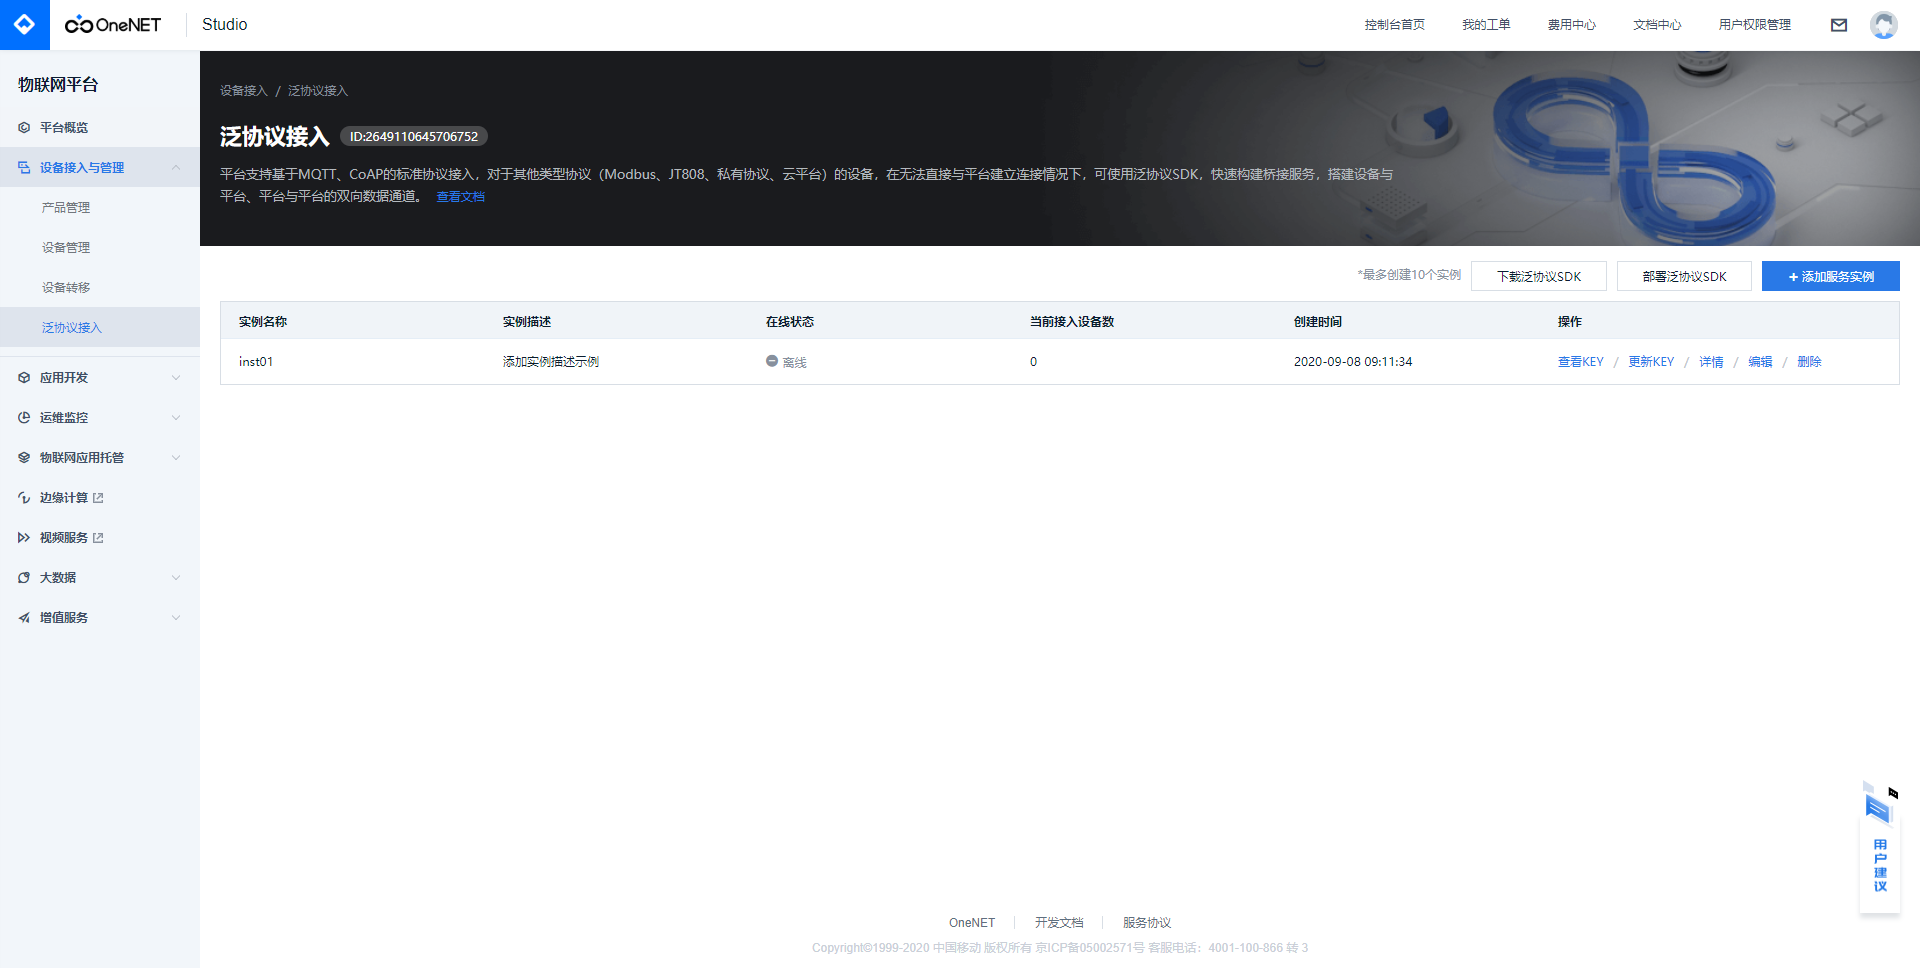 OneNET
Studio
控制台首页
我的工单
费用中心
文档中心
用户权限管理
物联网平台
平台概览
设备接入与管理
产品管理
设备管理
设备转移
泛协议接入
应用开发
运维监控
物联网应用托管
边缘计算
视频服务
大数据
增值服务
设备接入 / 泛协议接入
泛协议接入 ID:2649110645706752
平台支持基于MQTT、CoAP的标准协议接入，对于其他类型协议（Modbus、JT808、私有协议、云平台）的设备，在无法直接与平台建立连接情况下，可使用泛协议SDK，快速构建桥接服务，搭建设备与
平台、平台与平台的双向数据通道。 查看文档
*最多创建10个实例 下载泛协议SDK 部署泛协议SDK + 添加服务实例
实例名称 实例描述 在线状态 当前接入设备数 创建时间 操作
inst01 添加实例描述示例 离线 0 2020-09-08 09:11:34 查看KEY / 更新KEY / 详情 / 编辑 / 删除
用户建议
OneNET 开发文档 服务协议
Copyright©1999-2020 中国移动 版权所有 京ICP备05002571号 客服电话：4001-100-866 转 3